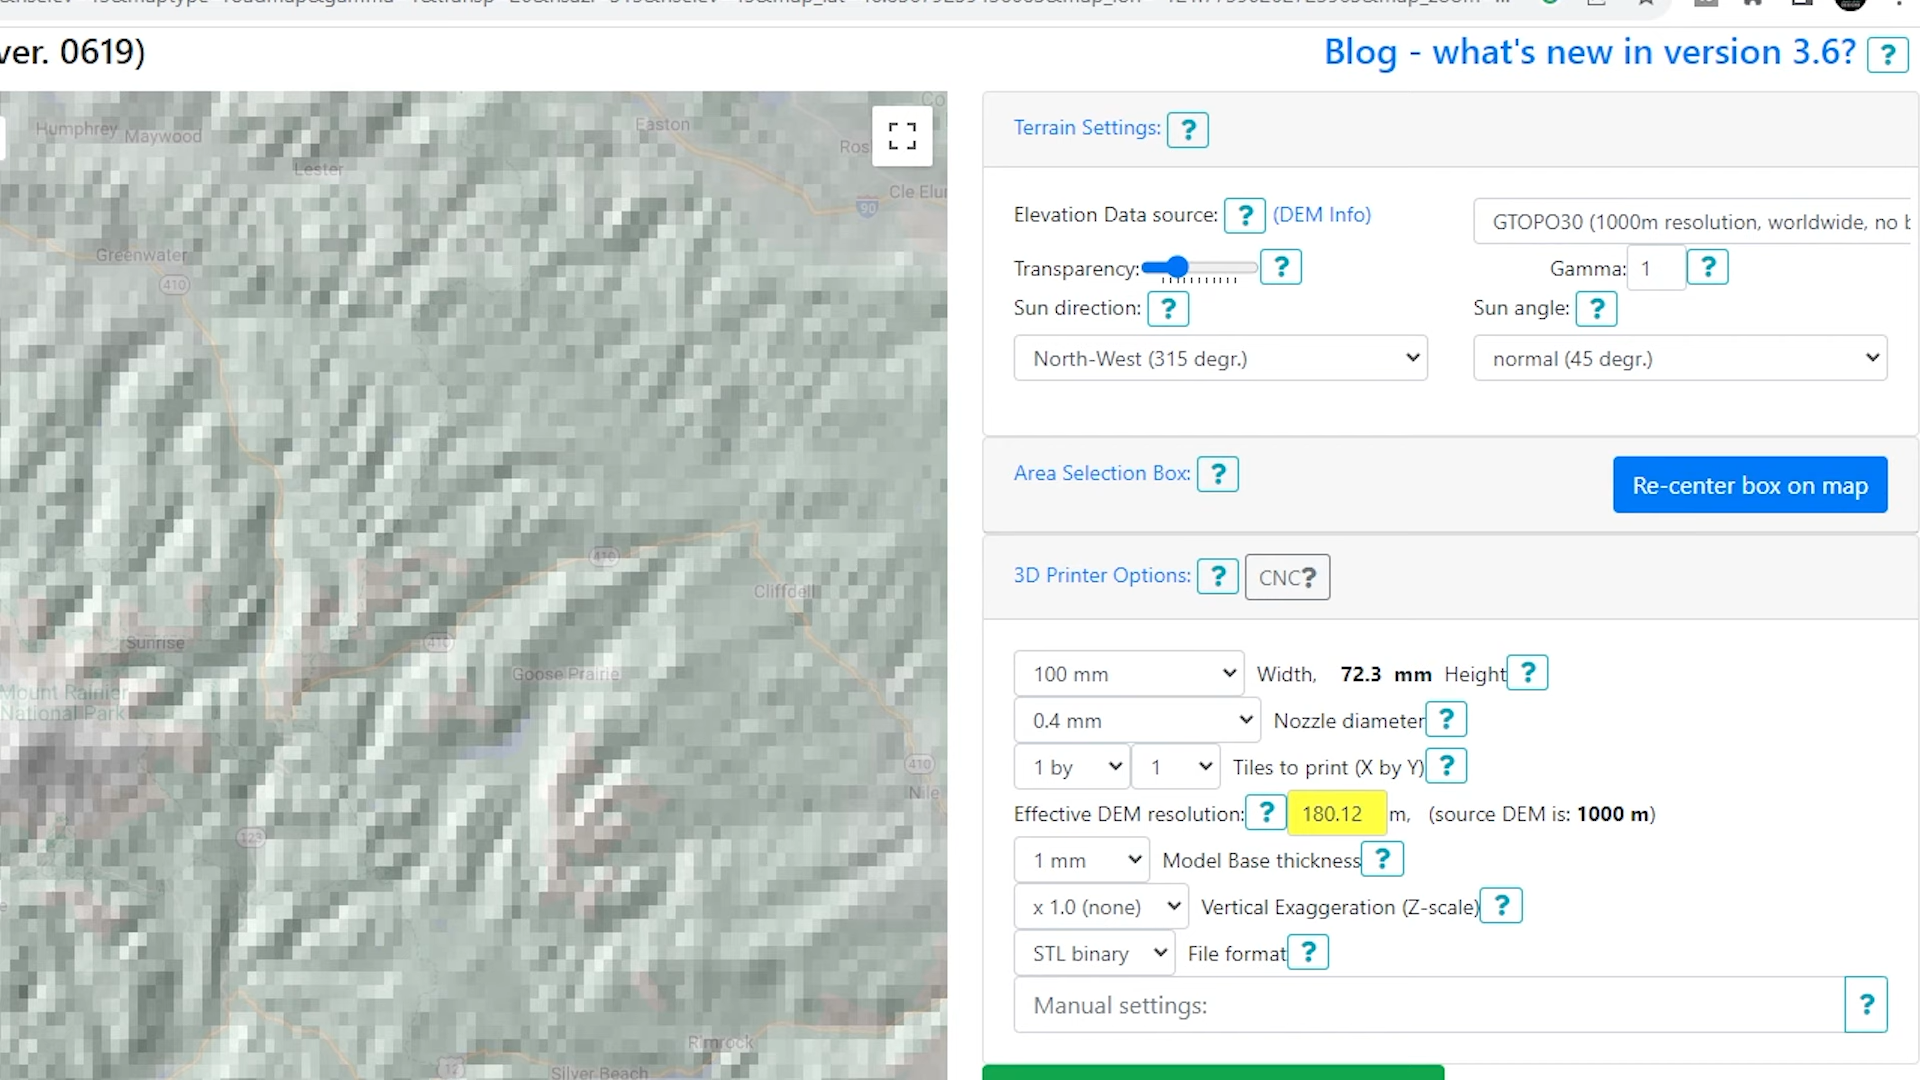 ver. 0619)
Blog - what's new in version 3.6? ?
Humphrey
Maywood
Easton
Lester
Cle Elu
90
Greenwater
410
410
Cliffdell
Sunrise
410
Goose Prairie
Mount Rainier
National Park
410
Nile
123
Rimrock
12
Silver Beach
Terrain Settings: ?
Elevation Data source: ? (DEM Info)
GTOPO30 (1000m resolution, worldwide, no b
Transparency: ?
Gamma: 1 ?
Sun direction: ?
Sun angle: ?
North-West (315 degr.)
normal (45 degr.)
Area Selection Box: ?
Re-center box on map
3D Printer Options: ? CNC?
100 mm Width, 72.3 mm Height ?
0.4 mm Nozzle diameter ?
1 by 1 Tiles to print (X by Y) ?
Effective DEM resolution: ? 180.12 m, (source DEM is: 1000 m)
1 mm Model Base thickness ?
x 1.0 (none) Vertical Exaggeration (Z-scale) ?
STL binary File format ?
Manual settings: ?